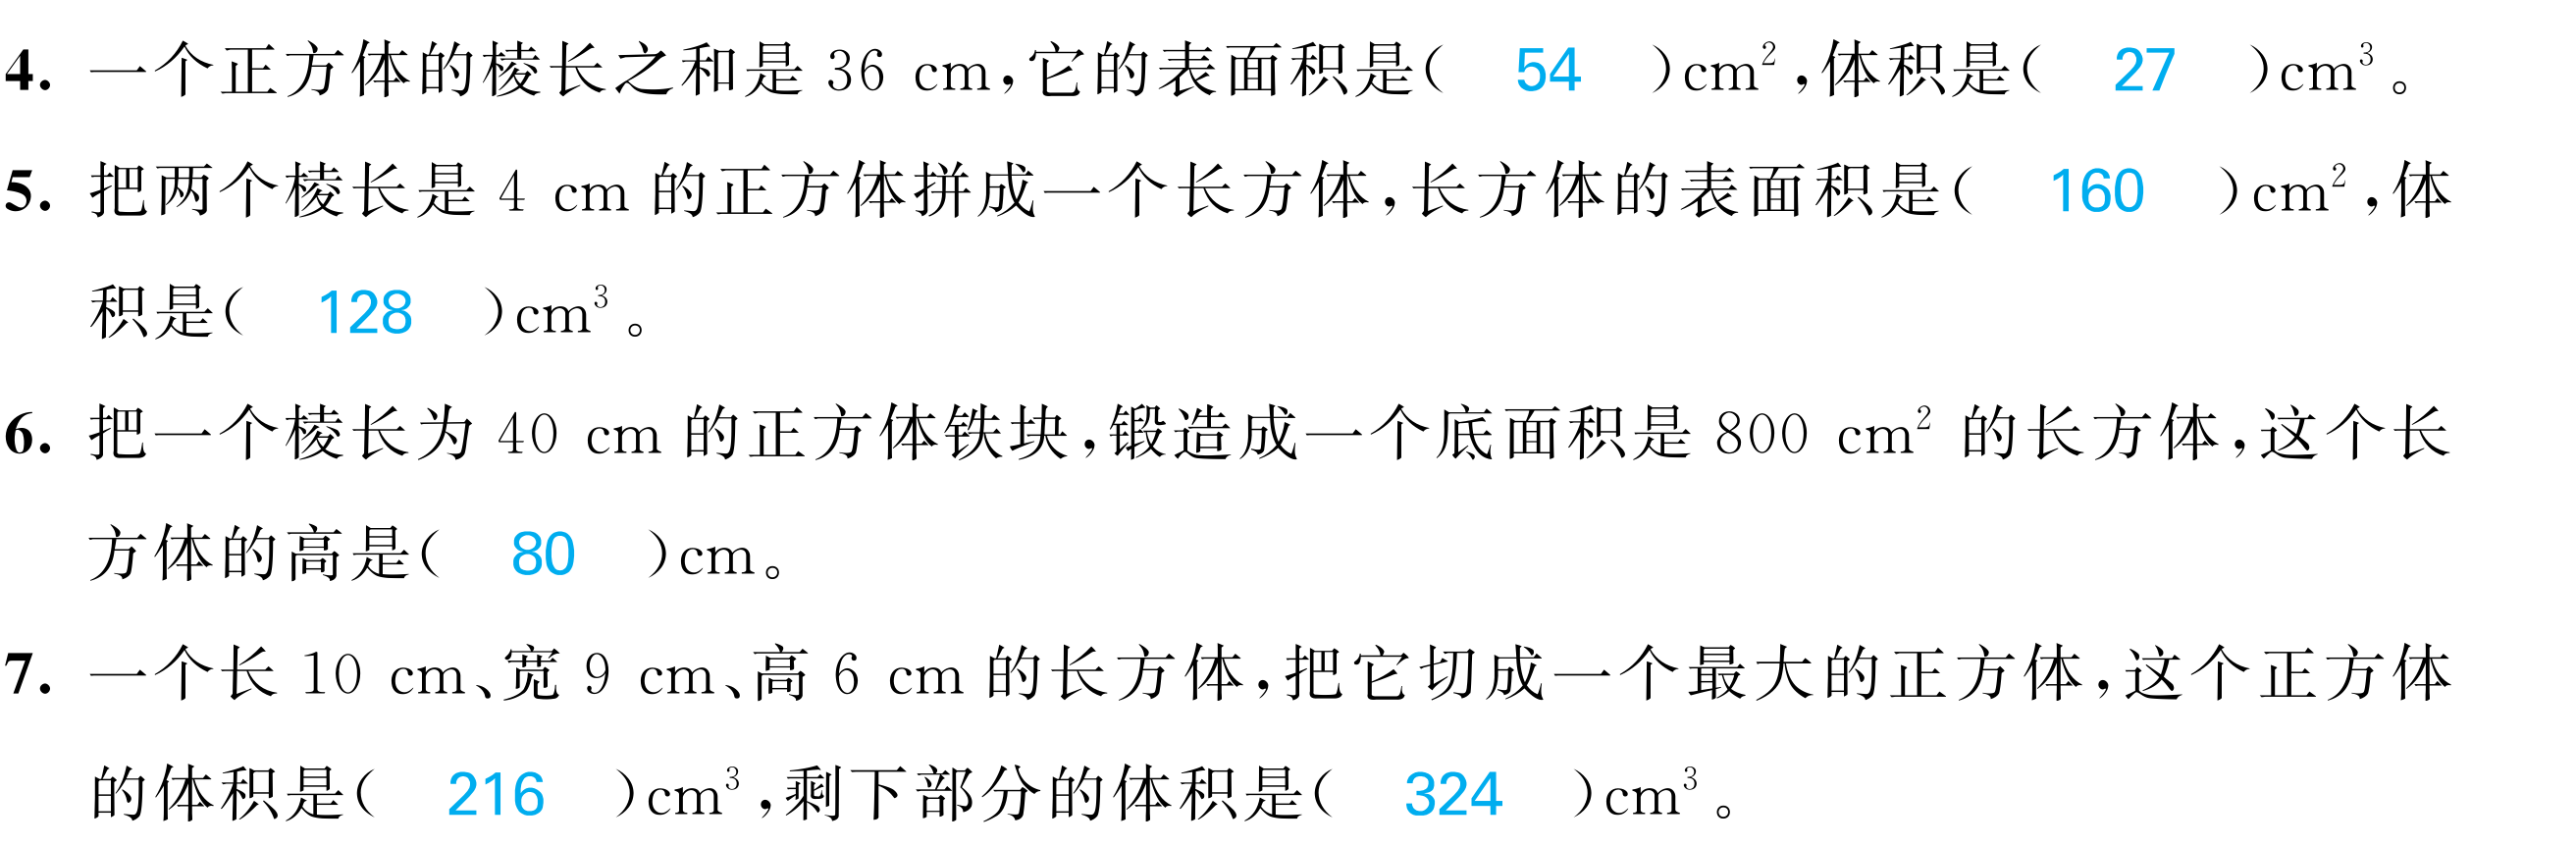 4. 一个正方体的棱长之和是 36 cm,它的表面积是( 54 )cm²,体积是( 27 )cm³。
5. 把两个棱长是 4 cm 的正方体拼成一个长方体,长方体的表面积是( 160 )cm²,体
积是( 128 )cm³。
6. 把一个棱长为 40 cm 的正方体铁块,锻造成一个底面积是 800 cm² 的长方体,这个长
方体的高是( 80 )cm。
7. 一个长 10 cm、宽 9 cm、高 6 cm 的长方体,把它切成一个最大的正方体,这个正方体
的体积是( 216 )cm³,剩下部分的体积是( 324 )cm³。